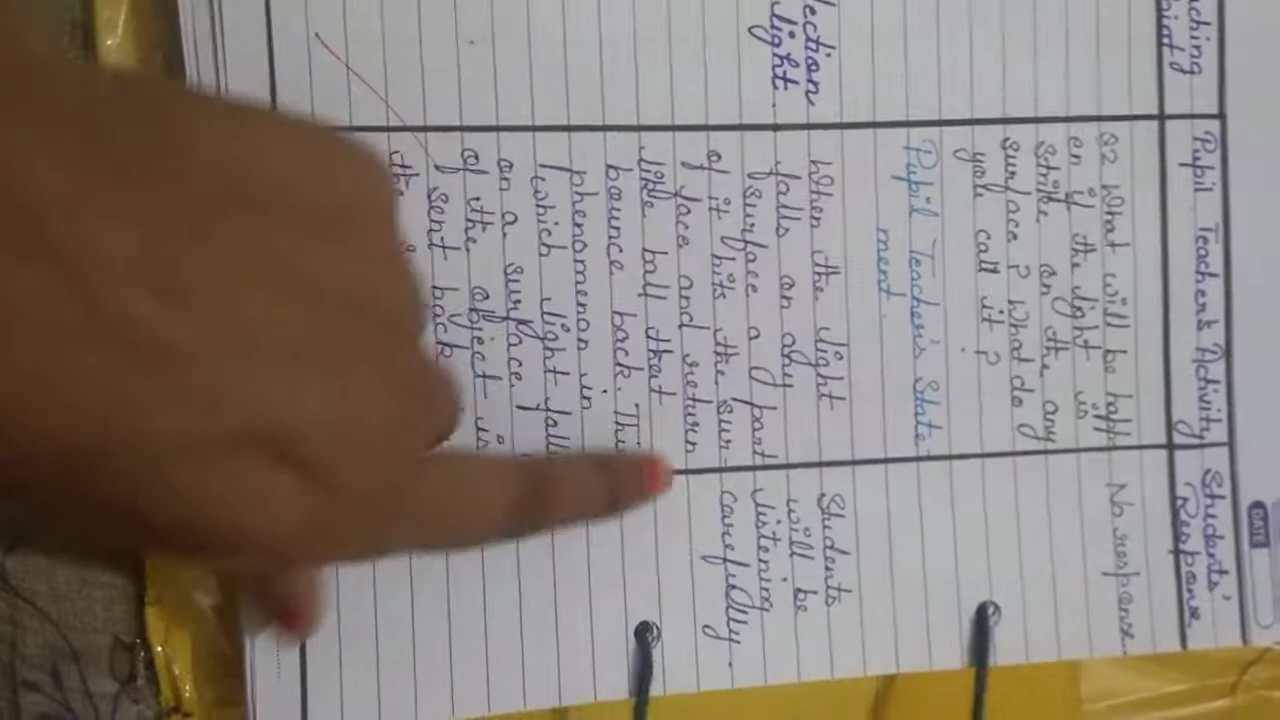 DATE
Pupil Teacher's Activity
Students'
Response
Q2 What will be happ
en if the light is
strike on the any
surface? What do
you call it?
No response
Pupil Teacher's State-
ment.
light.
When the light
falls on any
surface a part
of it hits the sur-
face and return
like ball that
bounce back. This
phenomenon in
which light falls
on a surface
of the object is
sent back
the
Students
will be
listening
carefully.